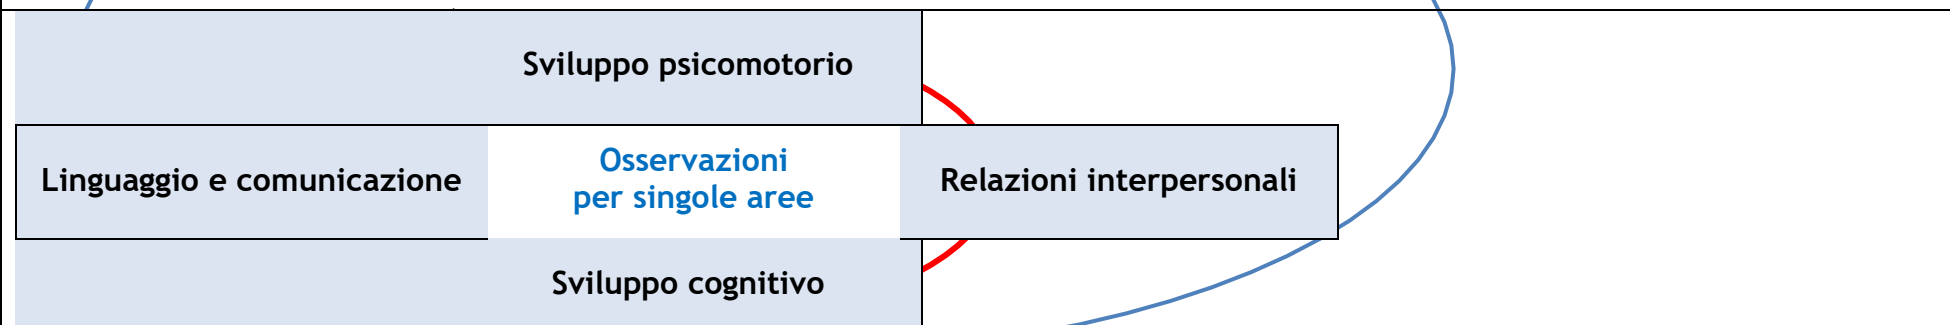 Sviluppo psicomotorio
Linguaggio e comunicazione
Osservazioni
per singole aree
Relazioni interpersonali
Sviluppo cognitivo